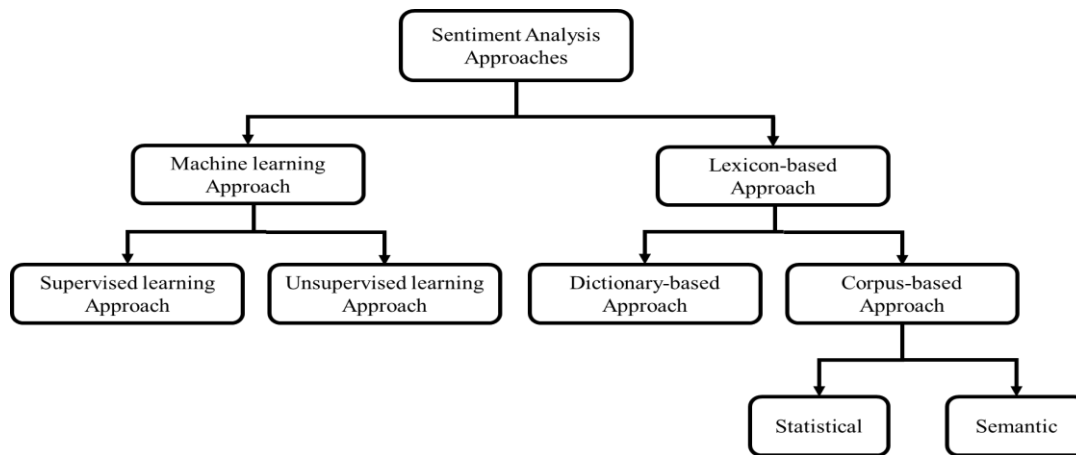 Sentiment Analysis
Approaches
Machine learning
Approach
Lexicon-based
Approach
Supervised learning
Approach
Unsupervised learning
Approach
Dictionary-based
Approach
Corpus-based
Approach
Statistical
Semantic